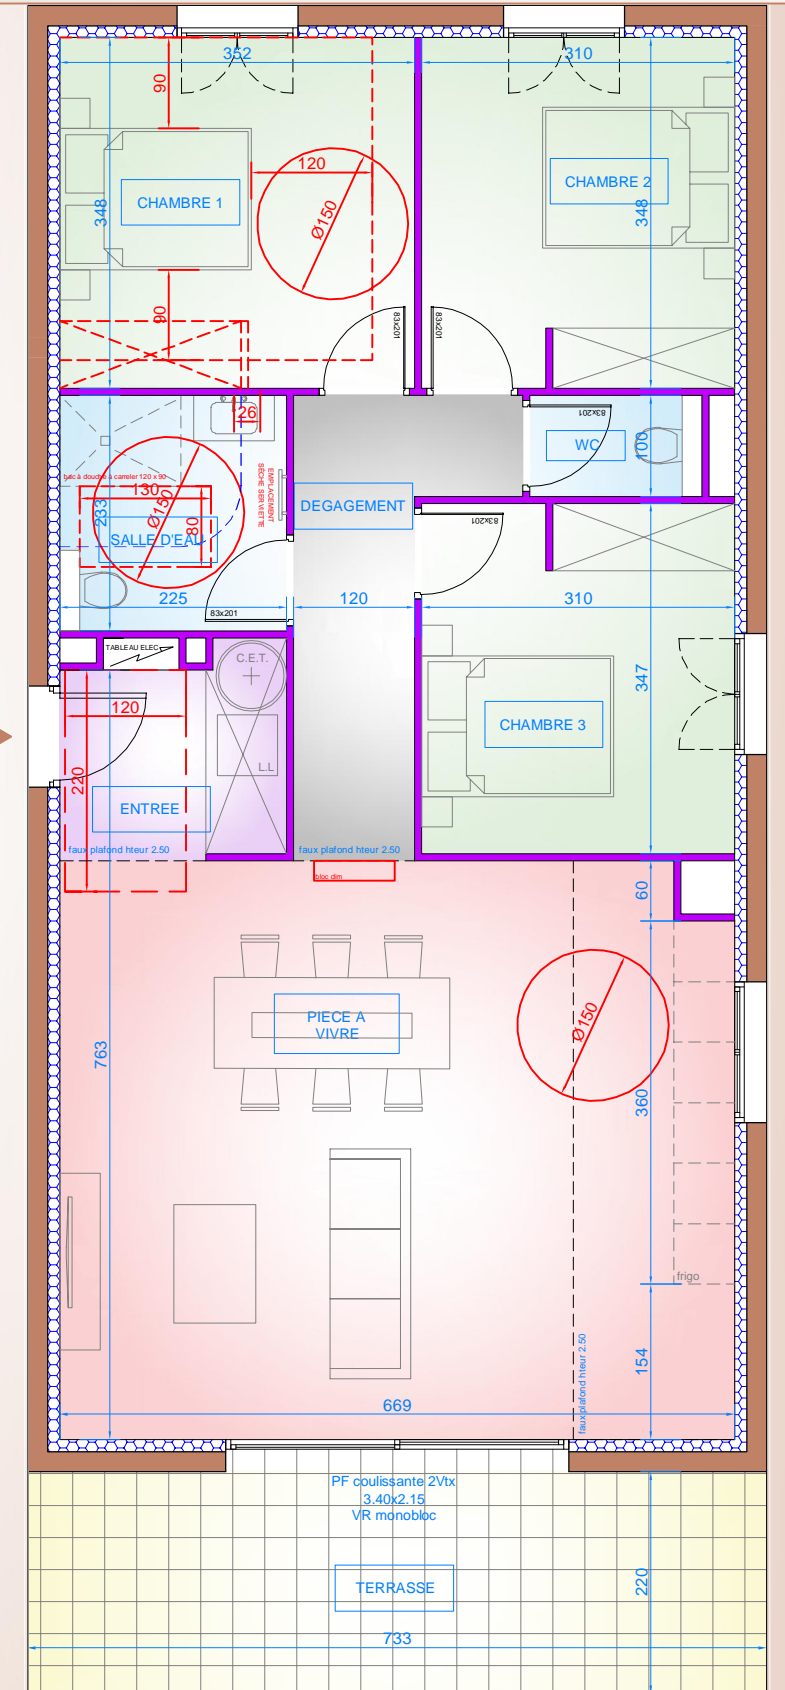 352
310
90
120
CHAMBRE 1
CHAMBRE 2
348
Ø150
348
90
83x201
83x201
26
83x201
WC
100
bac à douche à carreler 120 x 90
130
EMPLACEMENT
SÈCHE SERVIETTE
233
Ø150
80
DEGAGEMENT
83x201
SALLE D'EAU
225
120
310
83x201
TABLEAU ELEC
C.E.T.
347
120
CHAMBRE 3
220
L.L
ENTREE
faux plafond hteur 2.50
faux plafond hteur 2.50
bloc dim
60
PIECE A
VIVRE
Ø150
763
360
frigo
154
faux plafond hteur 2.50
669
PF coulissante 2Vtx
3.40x2.15
VR monobloc
TERRASSE
220
733